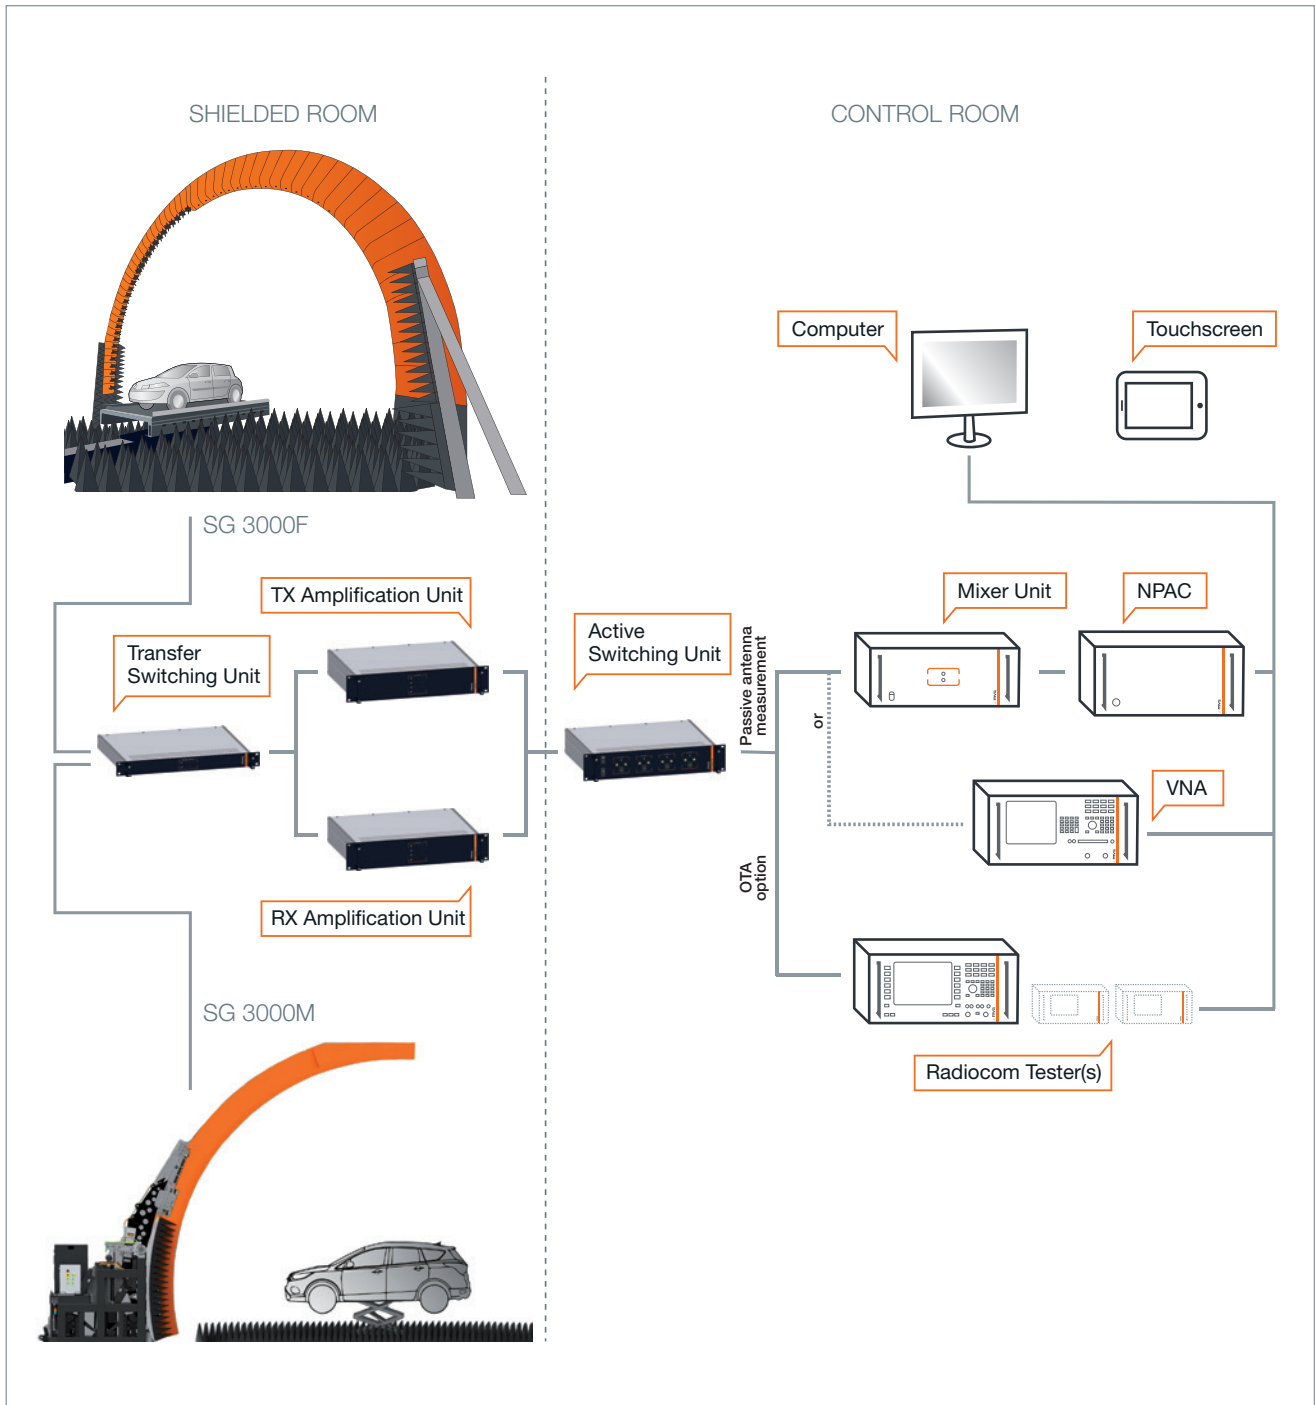 SHIELDED ROOM
CONTROL ROOM
Computer
Touchscreen
SG 3000F
TX Amplification Unit
Transfer
Switching Unit
RX Amplification Unit
Active
Switching Unit
Passive antenna
measurement
or
Mixer Unit
NPAC
VNA
OTA
option
Radiocom Tester(s)
SG 3000M